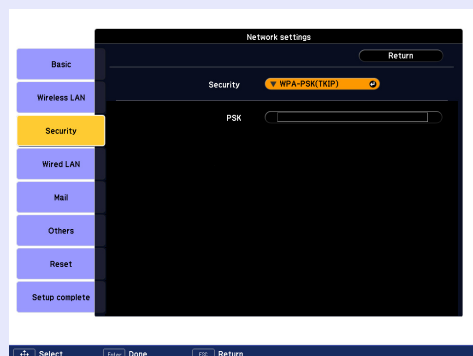 Network settings
Return
Basic
Security ▼ WPA-PSK(TKIP)
Wireless LAN
PSK
Security
Wired LAN
Mail
Others
Reset
Setup complete
Select Enter Done ESC Return